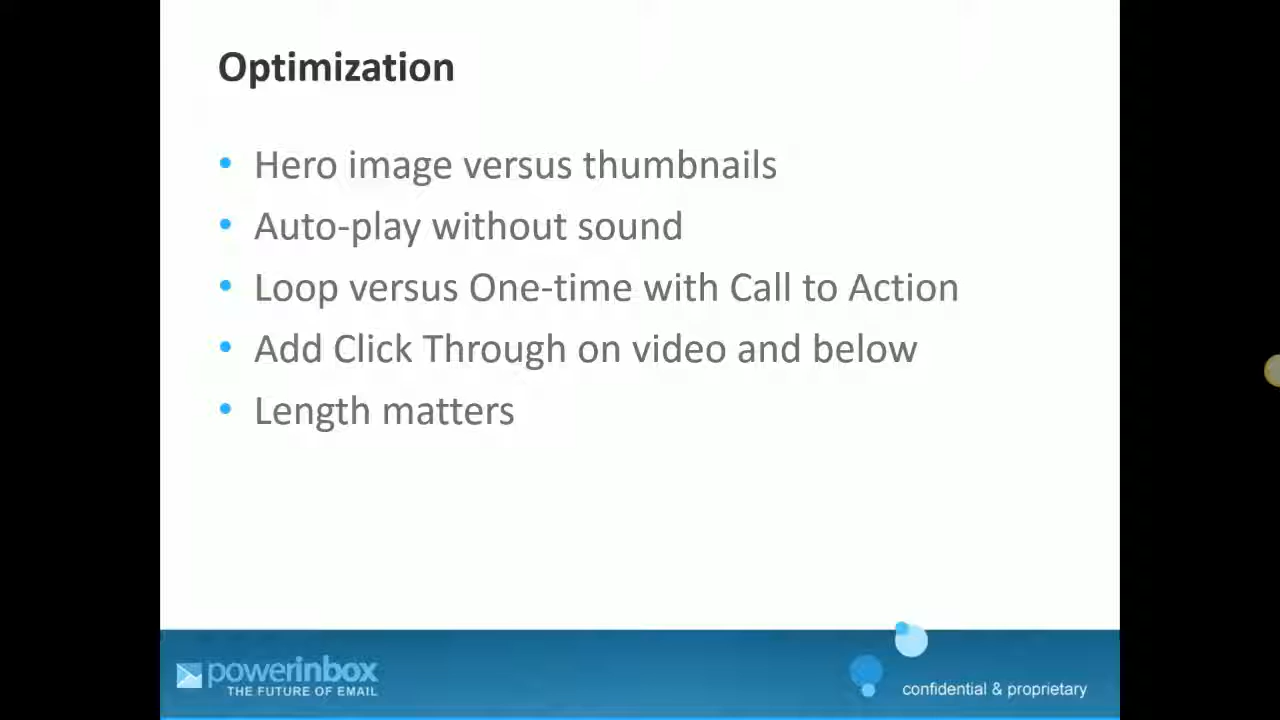 Optimization
• Hero image versus thumbnails
• Auto-play without sound
• Loop versus One-time with Call to Action
• Add Click Through on video and below
• Length matters
powerinbox
THE FUTURE OF EMAIL
confidential & proprietary